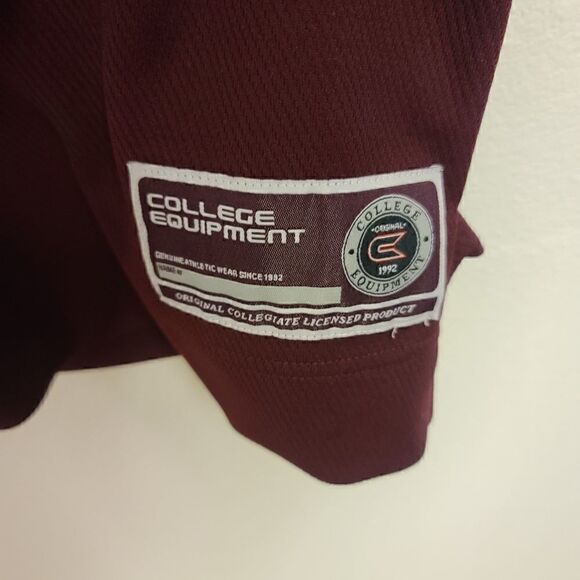 COLLEGE
EQUIPMENT
GENUINE ATHLETIC WEAR SINCE 1992
ORIGINAL COLLEGIATE LICENSED PRODUCT
COLLEGE
•ORIGINAL•
1992
EQUIPMENT